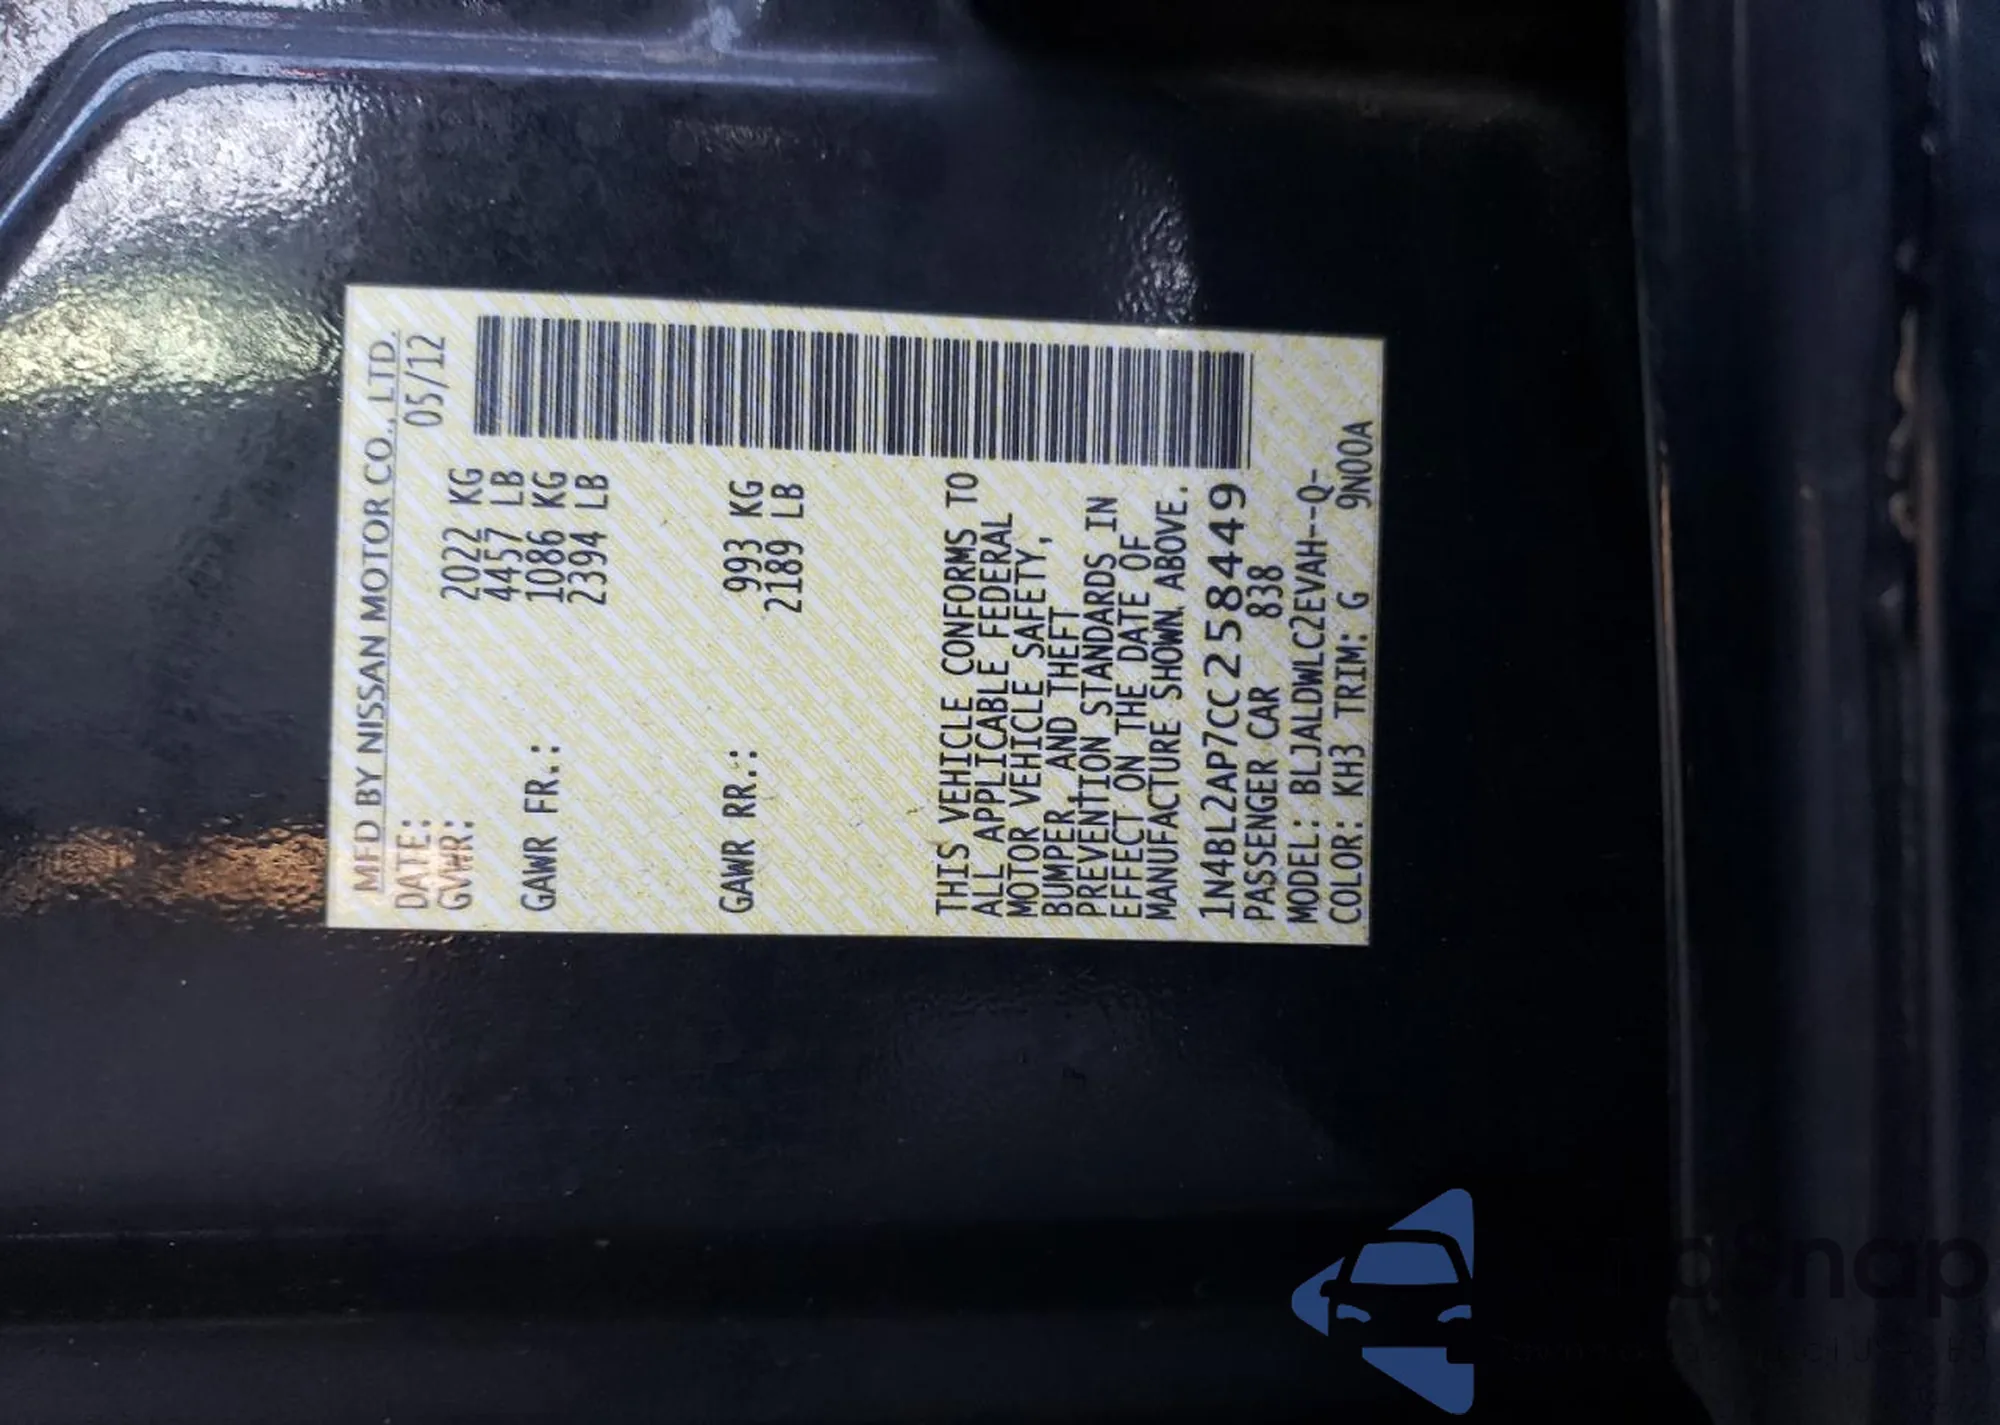 MFD BY NISSAN MOTOR CO., LTD.
DATE: 05/12
GVWR: 2022 KG
4457 LB
GAWR FR.: 1086 KG
2394 LB
GAWR RR.: 993 KG
2189 LB
THIS VEHICLE CONFORMS TO
ALL APPLICABLE FEDERAL
MOTOR VEHICLE SAFETY,
BUMPER, AND THEFT
PREVENTION STANDARDS IN
EFFECT ON THE DATE OF
MANUFACTURE SHOWN ABOVE.
1N4BL2AP7CC258449
PASSENGER CAR 838
MODEL: BLJALDWLC2EVAH--Q-
COLOR: KH3 TRIM: G 9N00A